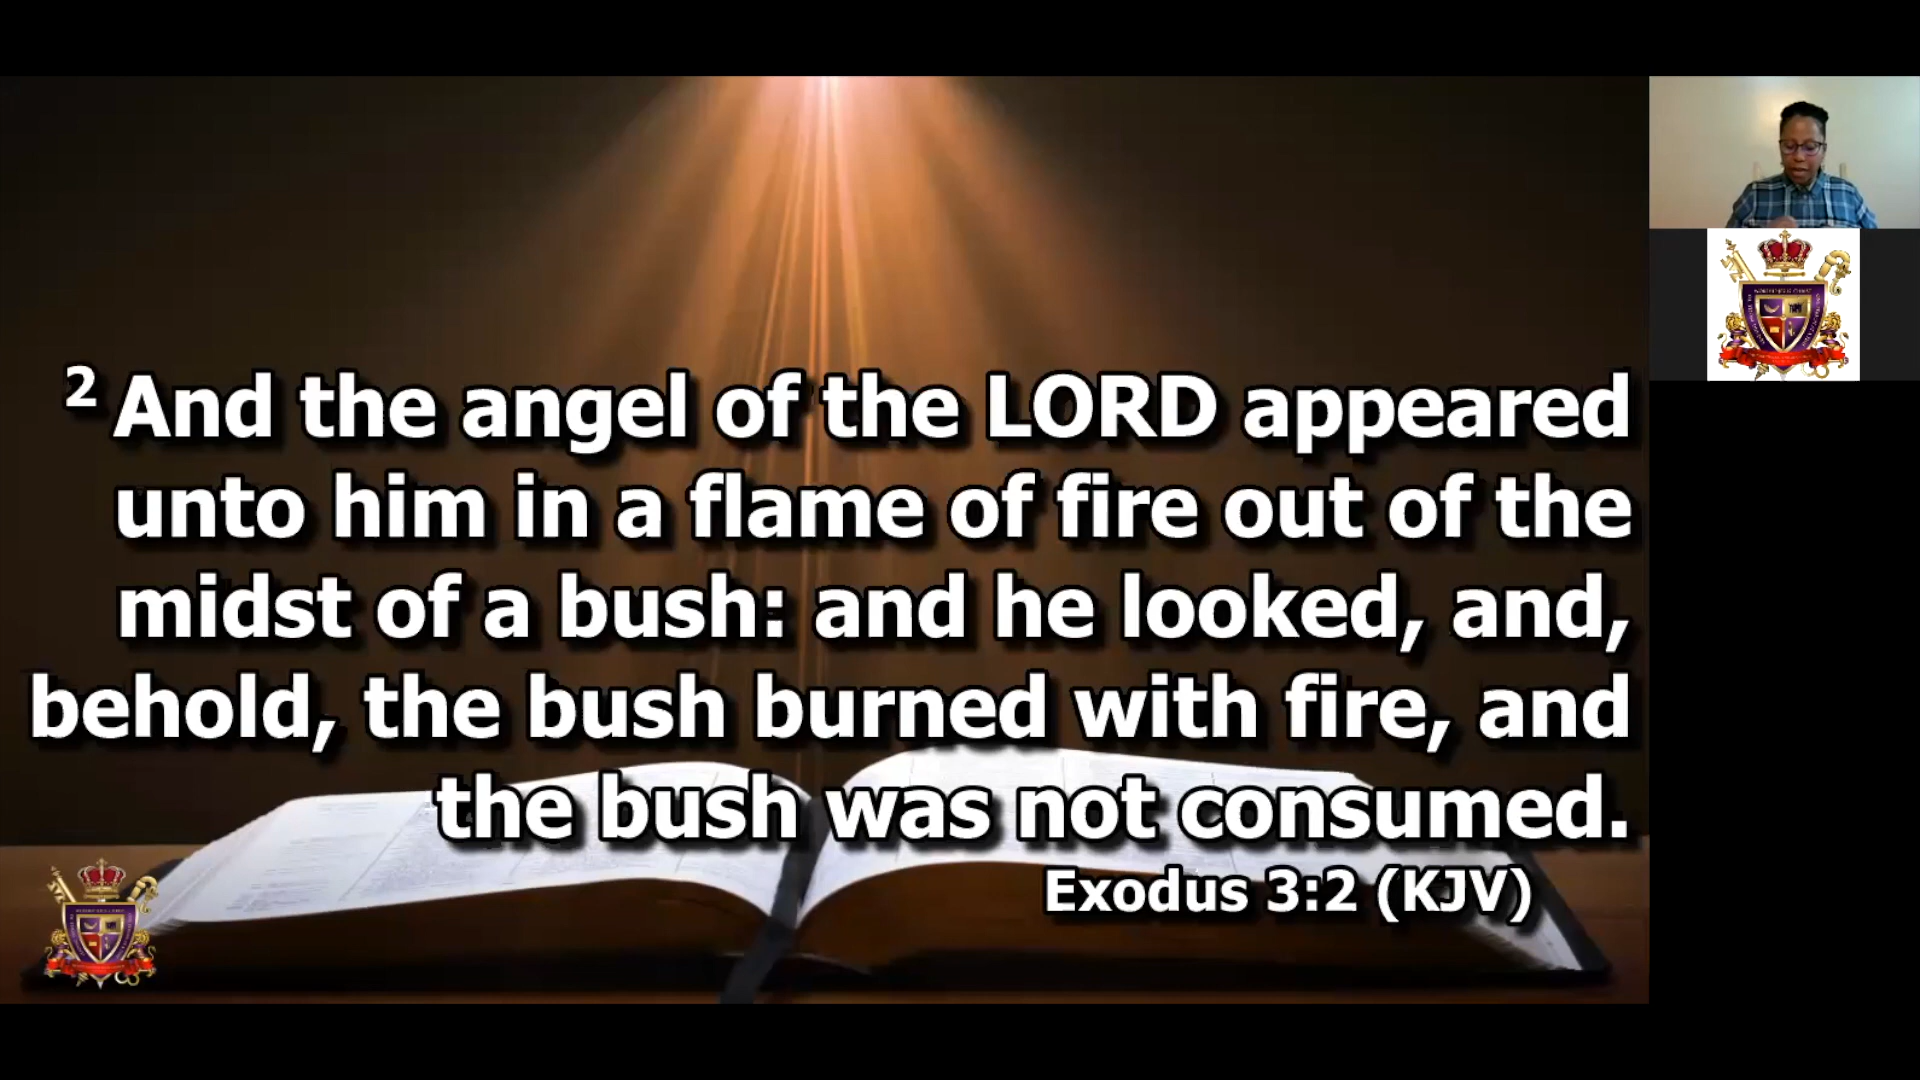 2 And the angel of the LORD appeared
unto him in a flame of fire out of the
midst of a bush: and he looked, and,
behold, the bush burned with fire, and
the bush was not consumed.
Exodus 3:2 (KJV)